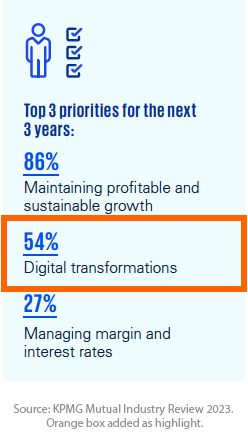 Top 3 priorities for the next
3 years:
86%
Maintaining profitable and
sustainable growth
54%
Digital transformations
27%
Managing margin and
interest rates
Source: KPMG Mutual Industry Review 2023.
Orange box added as highlight.